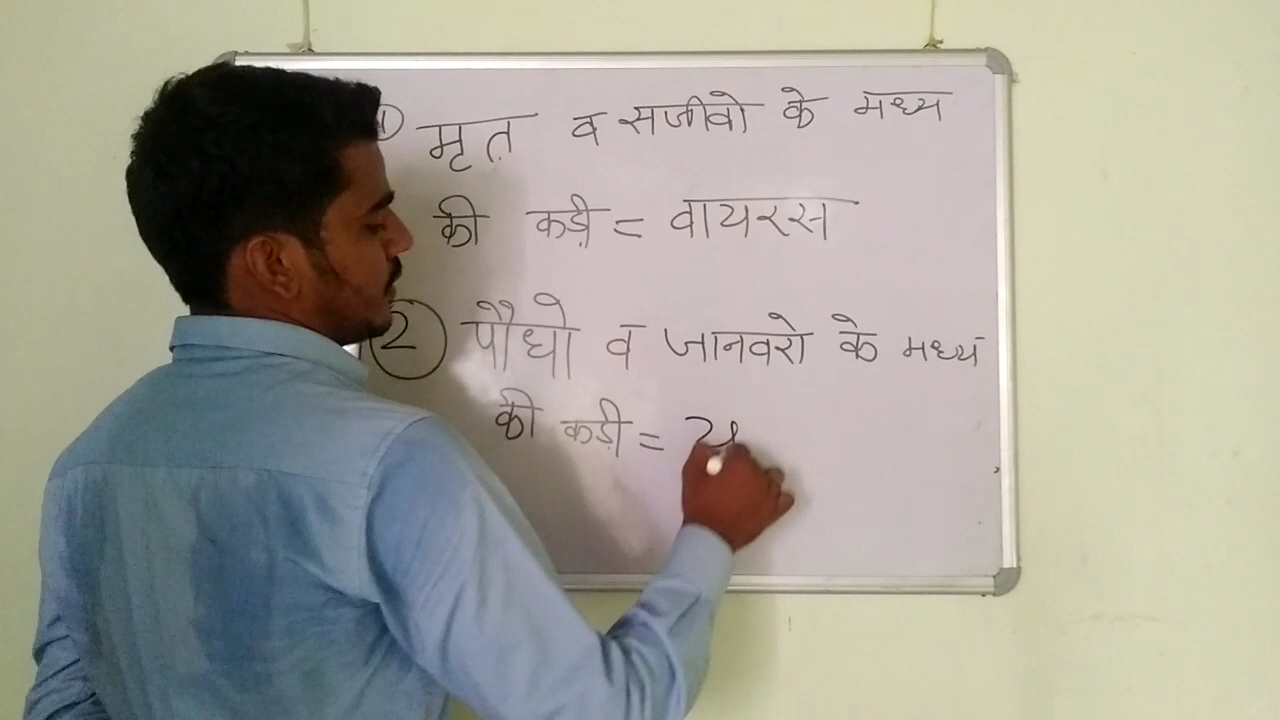 1 मृत व सजीवो के मध्य
की कड़ी = वायरस
2 पौधो व जानवरो के मध्य
की कड़ी = य